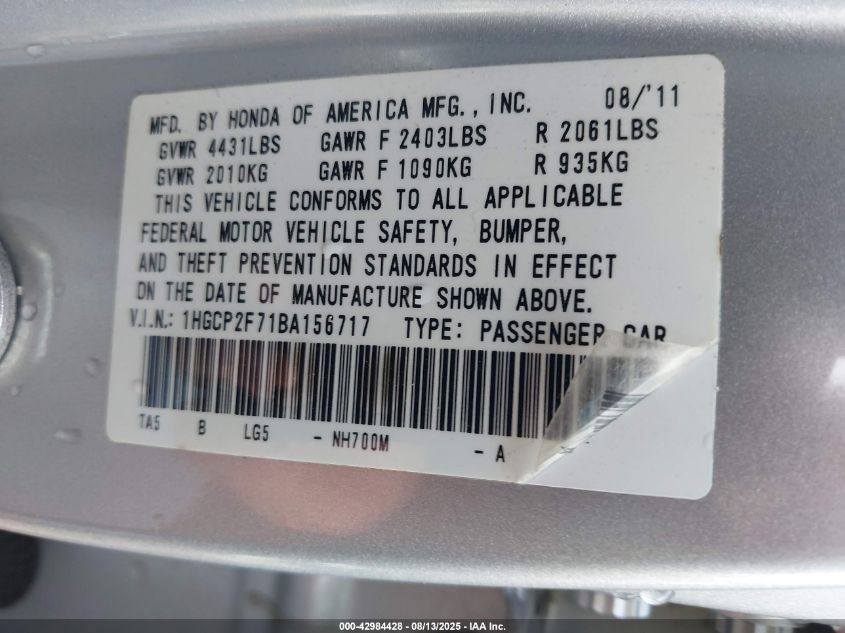 MFD. BY HONDA OF AMERICA MFG., INC. 08/'11
GVWR 4431LBS GAWR F 2403LBS R 2061LBS
GVWR 2010KG GAWR F 1090KG R 935KG
THIS VEHICLE CONFORMS TO ALL APPLICABLE
FEDERAL MOTOR VEHICLE SAFETY, BUMPER,
AND THEFT PREVENTION STANDARDS IN EFFECT
ON THE DATE OF MANUFACTURE SHOWN ABOVE.
V.I.N.: 1HGCP2F71BA156717 TYPE: PASSENGER CAR
TA5 B LG5 - NH700M - A
000-42984428 - 08/13/2025 - IAA Inc.